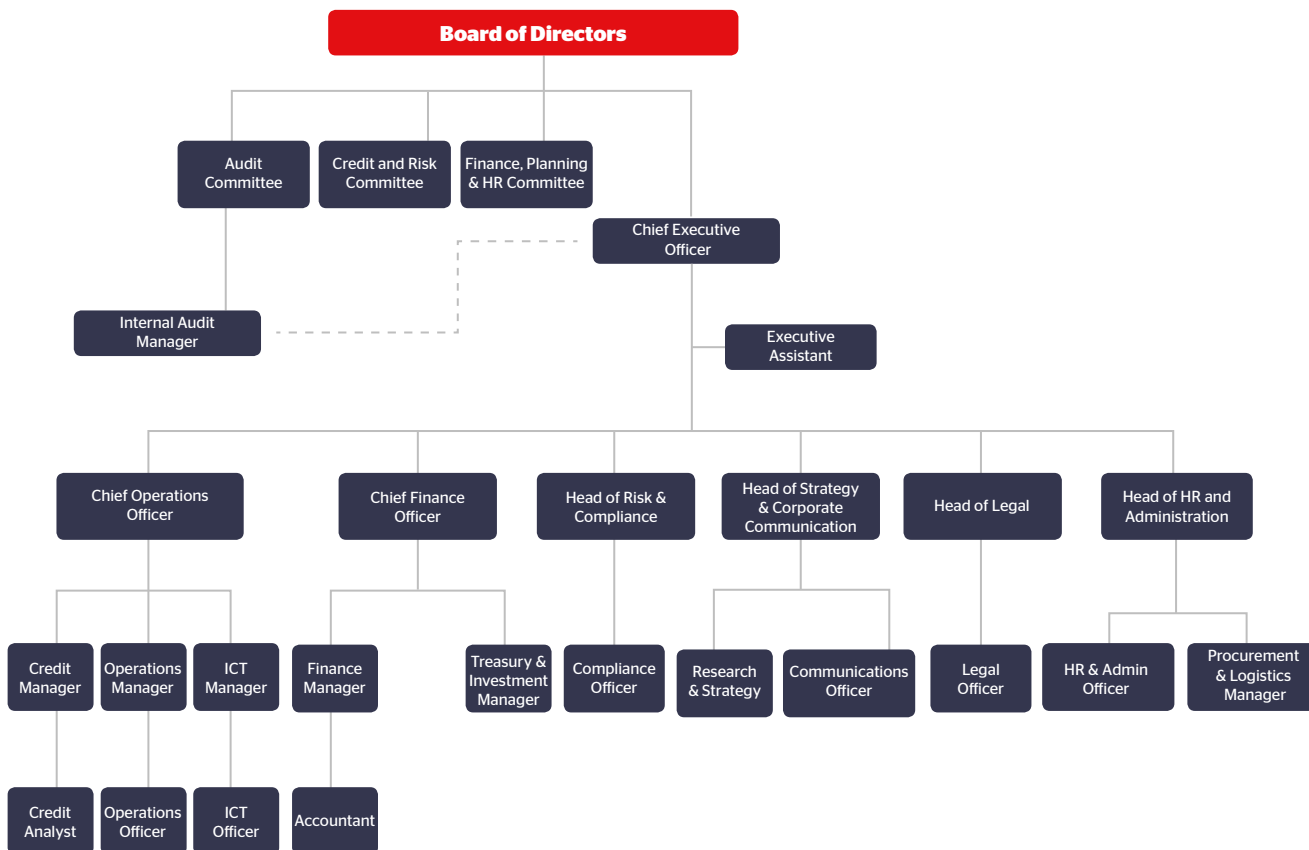 Board of Directors
Audit
Committee
Credit and Risk
Committee
Finance, Planning
& HR Committee
Chief Executive
Officer
Internal Audit
Manager
Executive
Assistant
Chief Operations
Officer
Chief Finance
Officer
Head of Risk &
Compliance
Head of Strategy
& Corporate
Communication
Head of Legal
Head of HR and
Administration
Credit
Manager
Operations
Manager
ICT
Manager
Finance
Manager
Treasury &
Investment
Manager
Compliance
Officer
Research
& Strategy
Communications
Officer
Legal
Officer
HR & Admin
Officer
Procurement
& Logistics
Manager
Credit
Analyst
Operations
Officer
ICT
Officer
Accountant